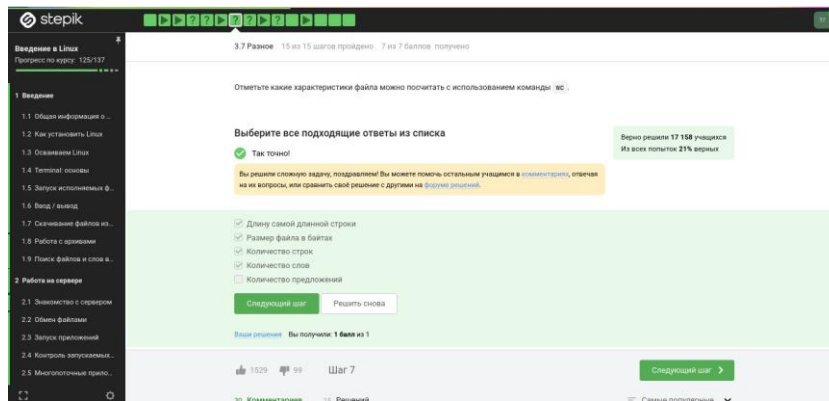 stepik
Введение в Linux
Прогресс по курсу: 125/137
1 Введение
1.1 Общая информация о ...
1.2 Как установить Linux
1.3 Осваиваем Linux
1.4 Terminal: основы
1.5 Запуск исполняемых ф...
1.6 Ввод / вывод
1.7 Скачивание файлов из...
1.8 Работа с архивами
1.9 Поиск файлов и слов в...
2 Работа на сервере
2.1 Знакомство с сервером
2.2 Обмен файлами
2.3 Запуск приложений
2.4 Контроль запускаемых...
2.5 Многопоточные прило...
3.7 Разное 15 из 15 шагов пройдено 7 из 7 баллов получено
Отметьте какие характеристики файла можно посчитать с использованием команды wc .
Выберите все подходящие ответы из списка
Так точно!
Верно решили 17 158 учащихся
Из всех попыток 21% верных
Вы решили сложную задачу, поздравляем! Вы можете помочь остальным учащимся в комментариях, отвечая
на их вопросы, или сравнить своё решение с другими на форуме решений.
Длину самой длинной строки
Размер файла в байтах
Количество строк
Количество слов
Количество предложений
Следующий шаг Решить снова
Ваши решения Вы получили: 1 балл из 1
1529 99 Шаг 7 Следующий шаг
Комментариев Решений Самые популярные